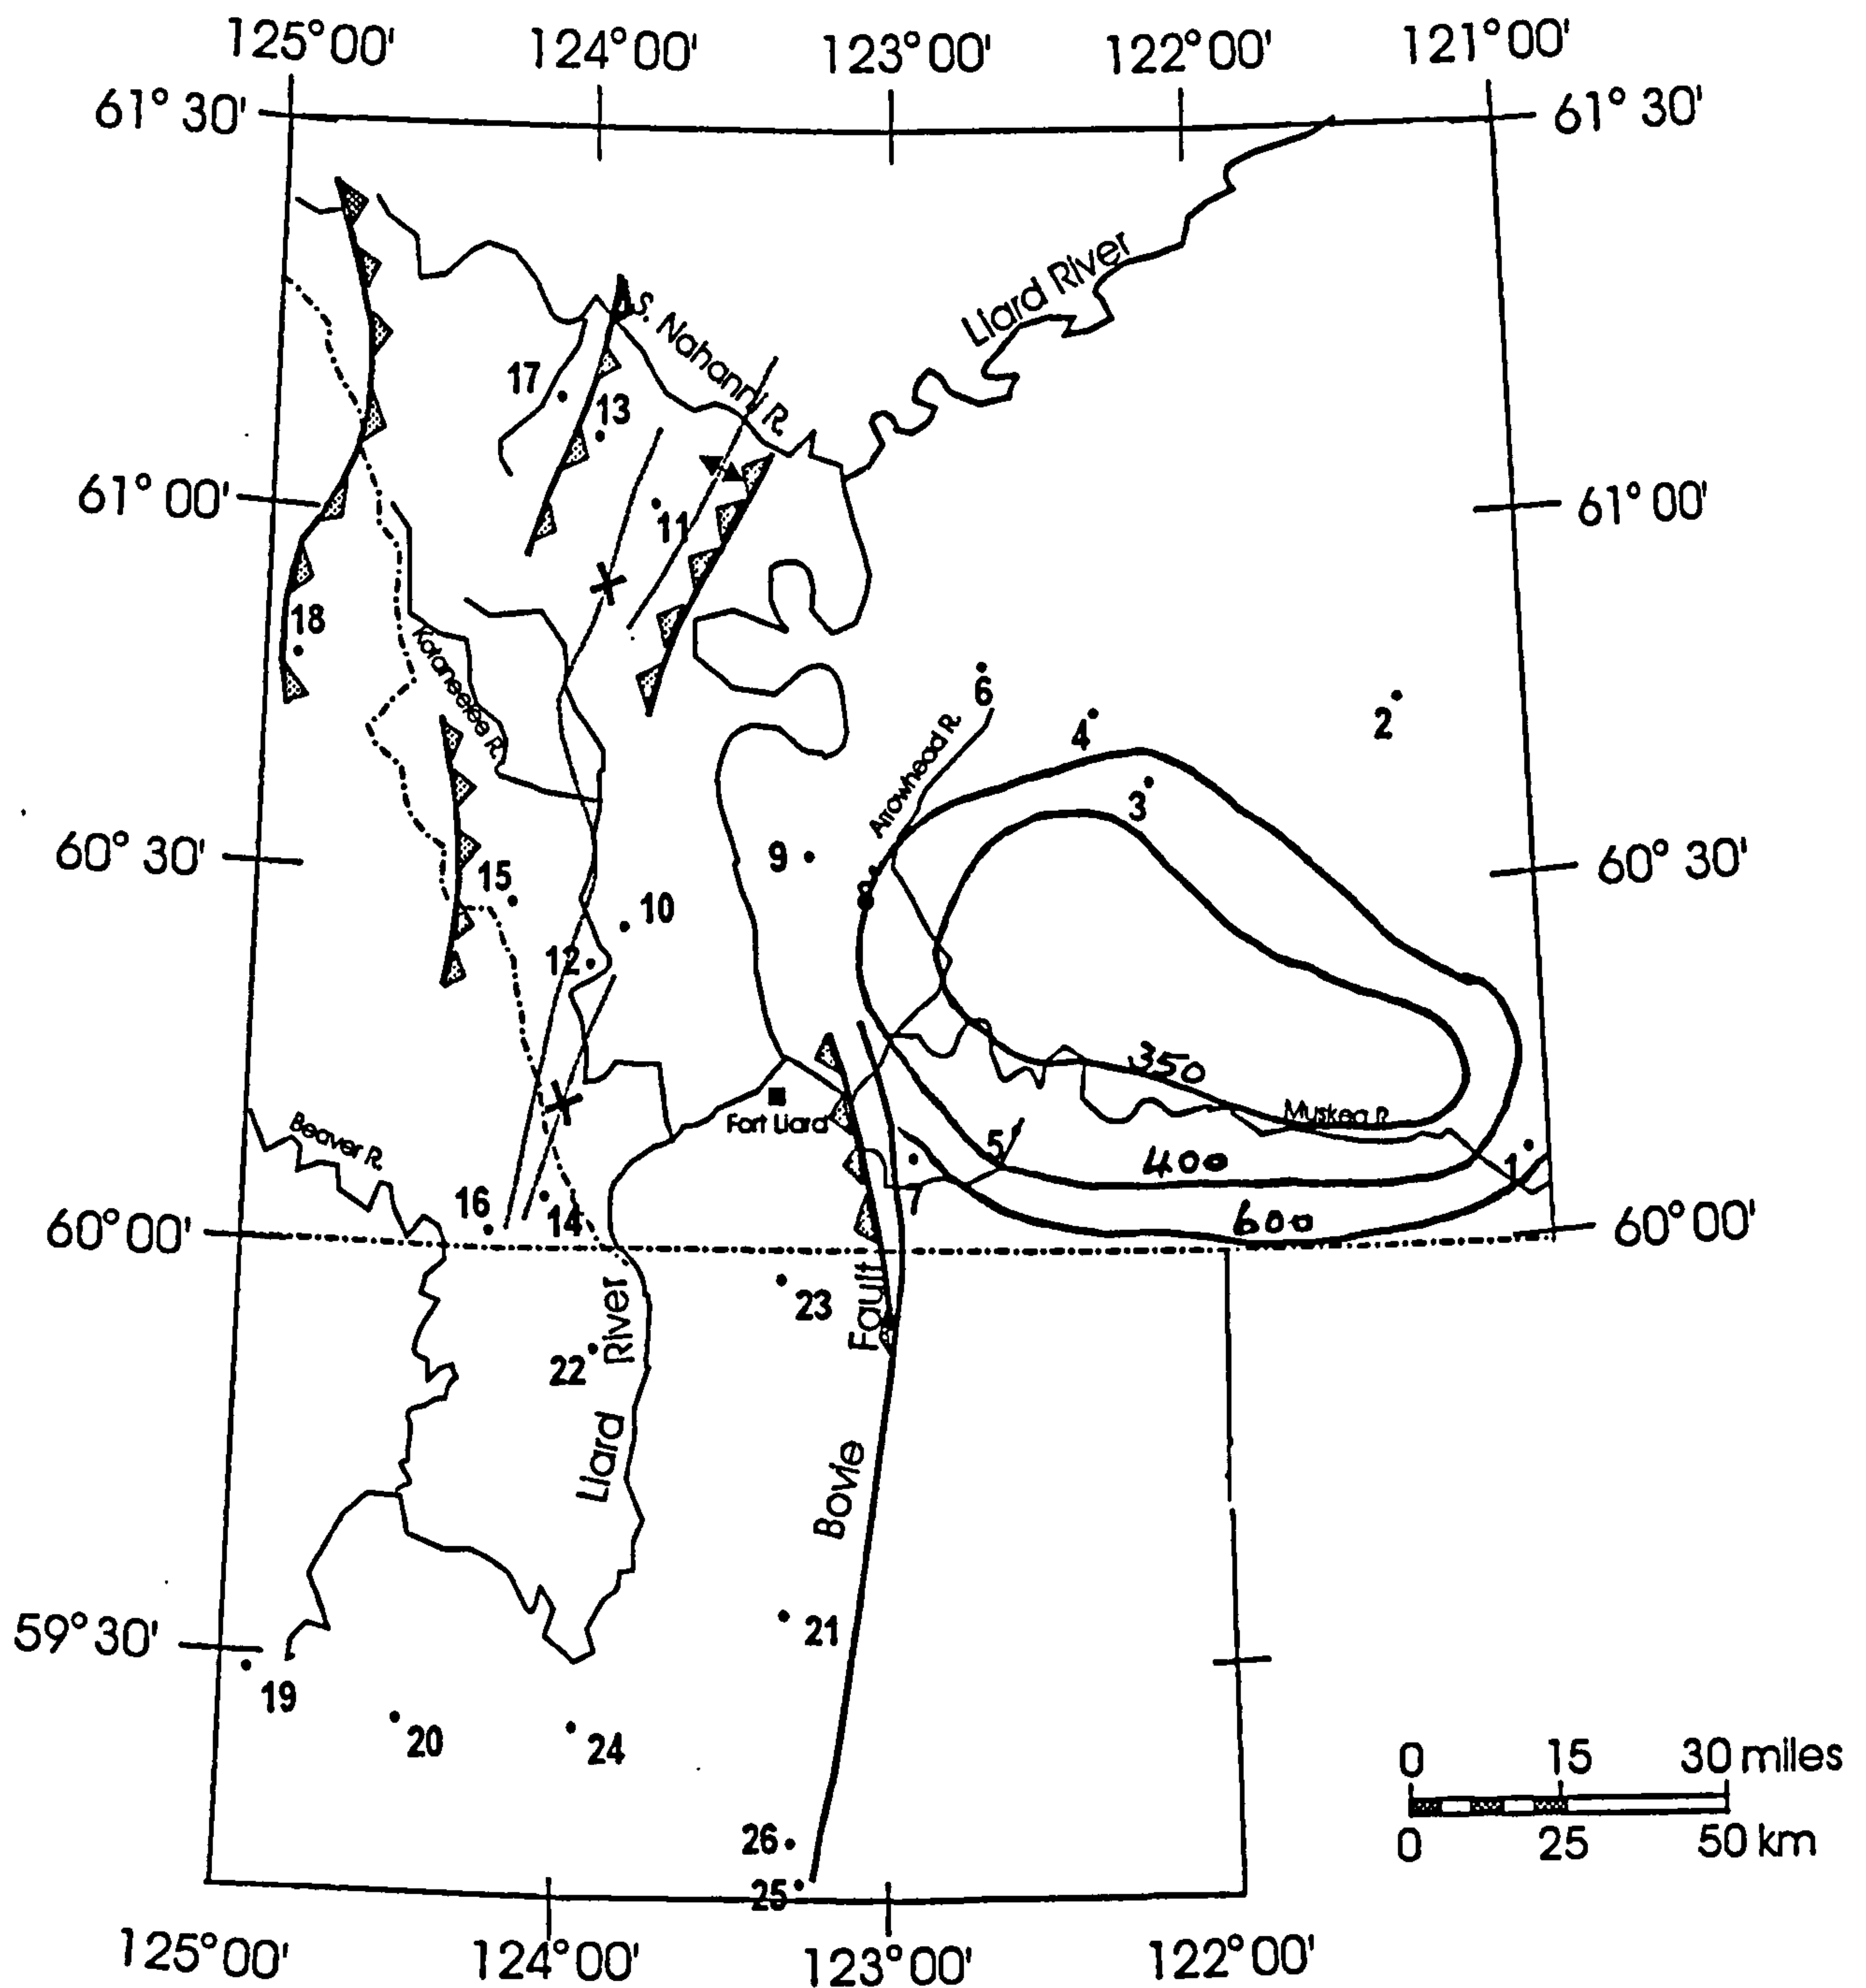 125°00' 124°00' 123°00' 122°00' 121°00'
61° 30' 61° 30'
Liard River
S. Nahanni R.
17
13
61° 00' 61° 00'
11
18
Kotaneelee R.
6
4
2
Arrowhead R.
3
60° 30' 9 60° 30'
15
8
10
12
350
Fort Liard
Muskea R.
Beaver R.
5
400
1
16
14
600
60°00' 60°00'
23
Liard River
22
Bovie Fault
59°30'
21
19
20
24
0 15 30 miles
0 25 50 km
26
25
125°00' 124°00' 123°00' 122°00'